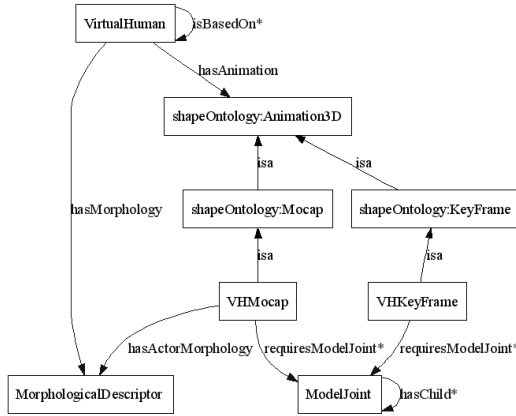 VirtualHuman
isBasedOn*
hasAnimation
shapeOntology:Animation3D
isa
isa
hasMorphology
shapeOntology:Mocap
shapeOntology:KeyFrame
isa
isa
VHMocap
VHKeyFrame
hasActorMorphology
requiresModelJoint*
requiresModelJoint*
MorphologicalDescriptor
ModelJoint
hasChild*